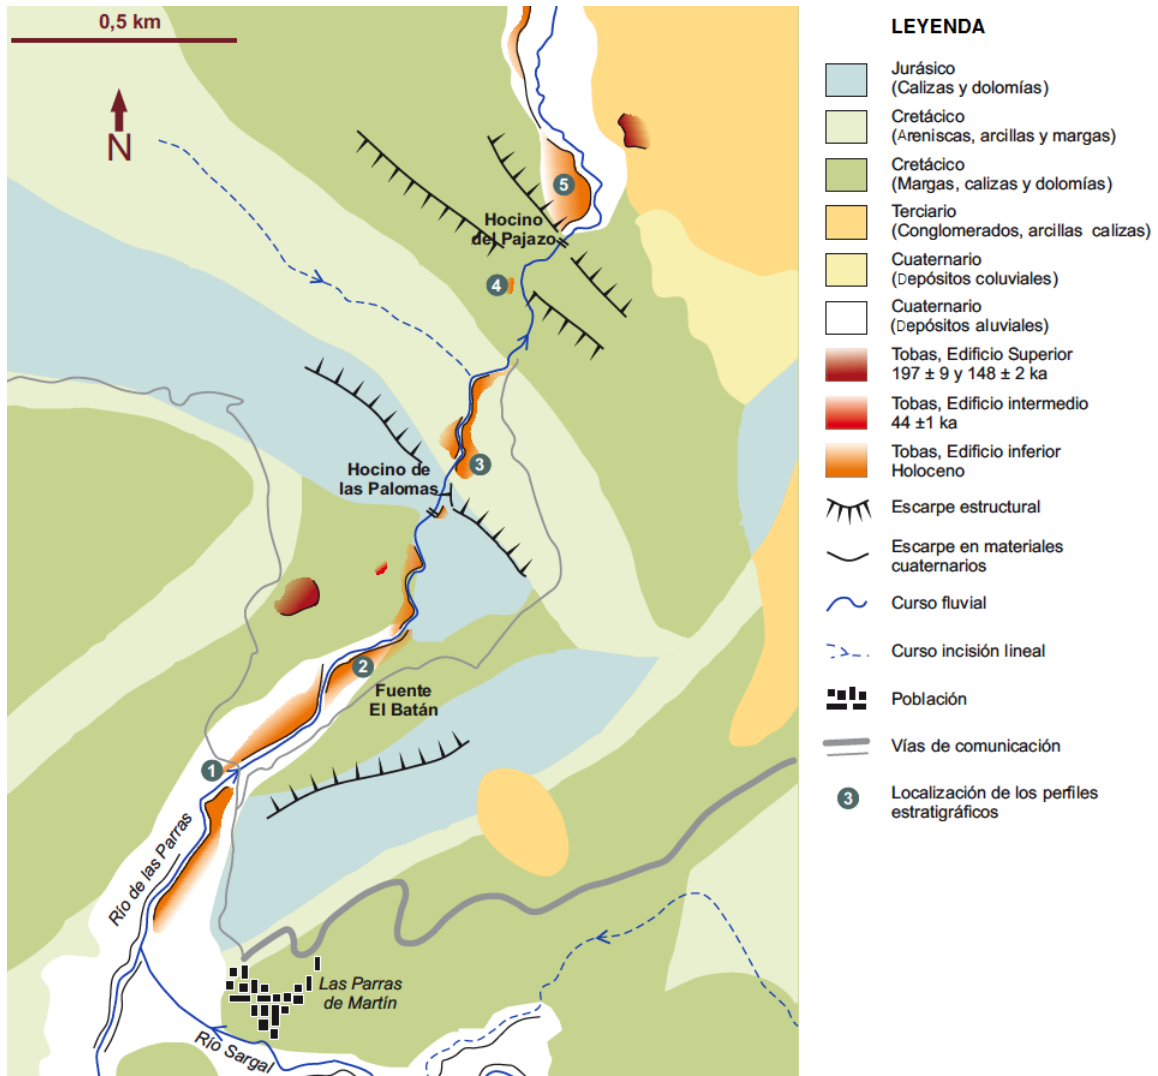 0,5 km
N
5
Hocino
del Pajazo
4
3
Hocino de
las Palomas
2
Fuente
El Batán
1
Río de las Parras
Las Parras
de Martín
Río Sargal
LEYENDA
Jurásico
(Calizas y dolomías)
Cretácico
(Areniscas, arcillas y margas)
Cretácico
(Margas, calizas y dolomías)
Terciario
(Conglomerados, arcillas calizas)
Cuaternario
(Depósitos coluviales)
Cuaternario
(Depósitos aluviales)
Tobas, Edificio Superior
197 ± 9 y 148 ± 2 ka
Tobas, Edificio intermedio
44 ±1 ka
Tobas, Edificio inferior
Holoceno
Escarpe estructural
Escarpe en materiales
cuaternarios
Curso fluvial
Curso incisión lineal
Población
Vías de comunicación
3
Localización de los perfiles
estratigráficos